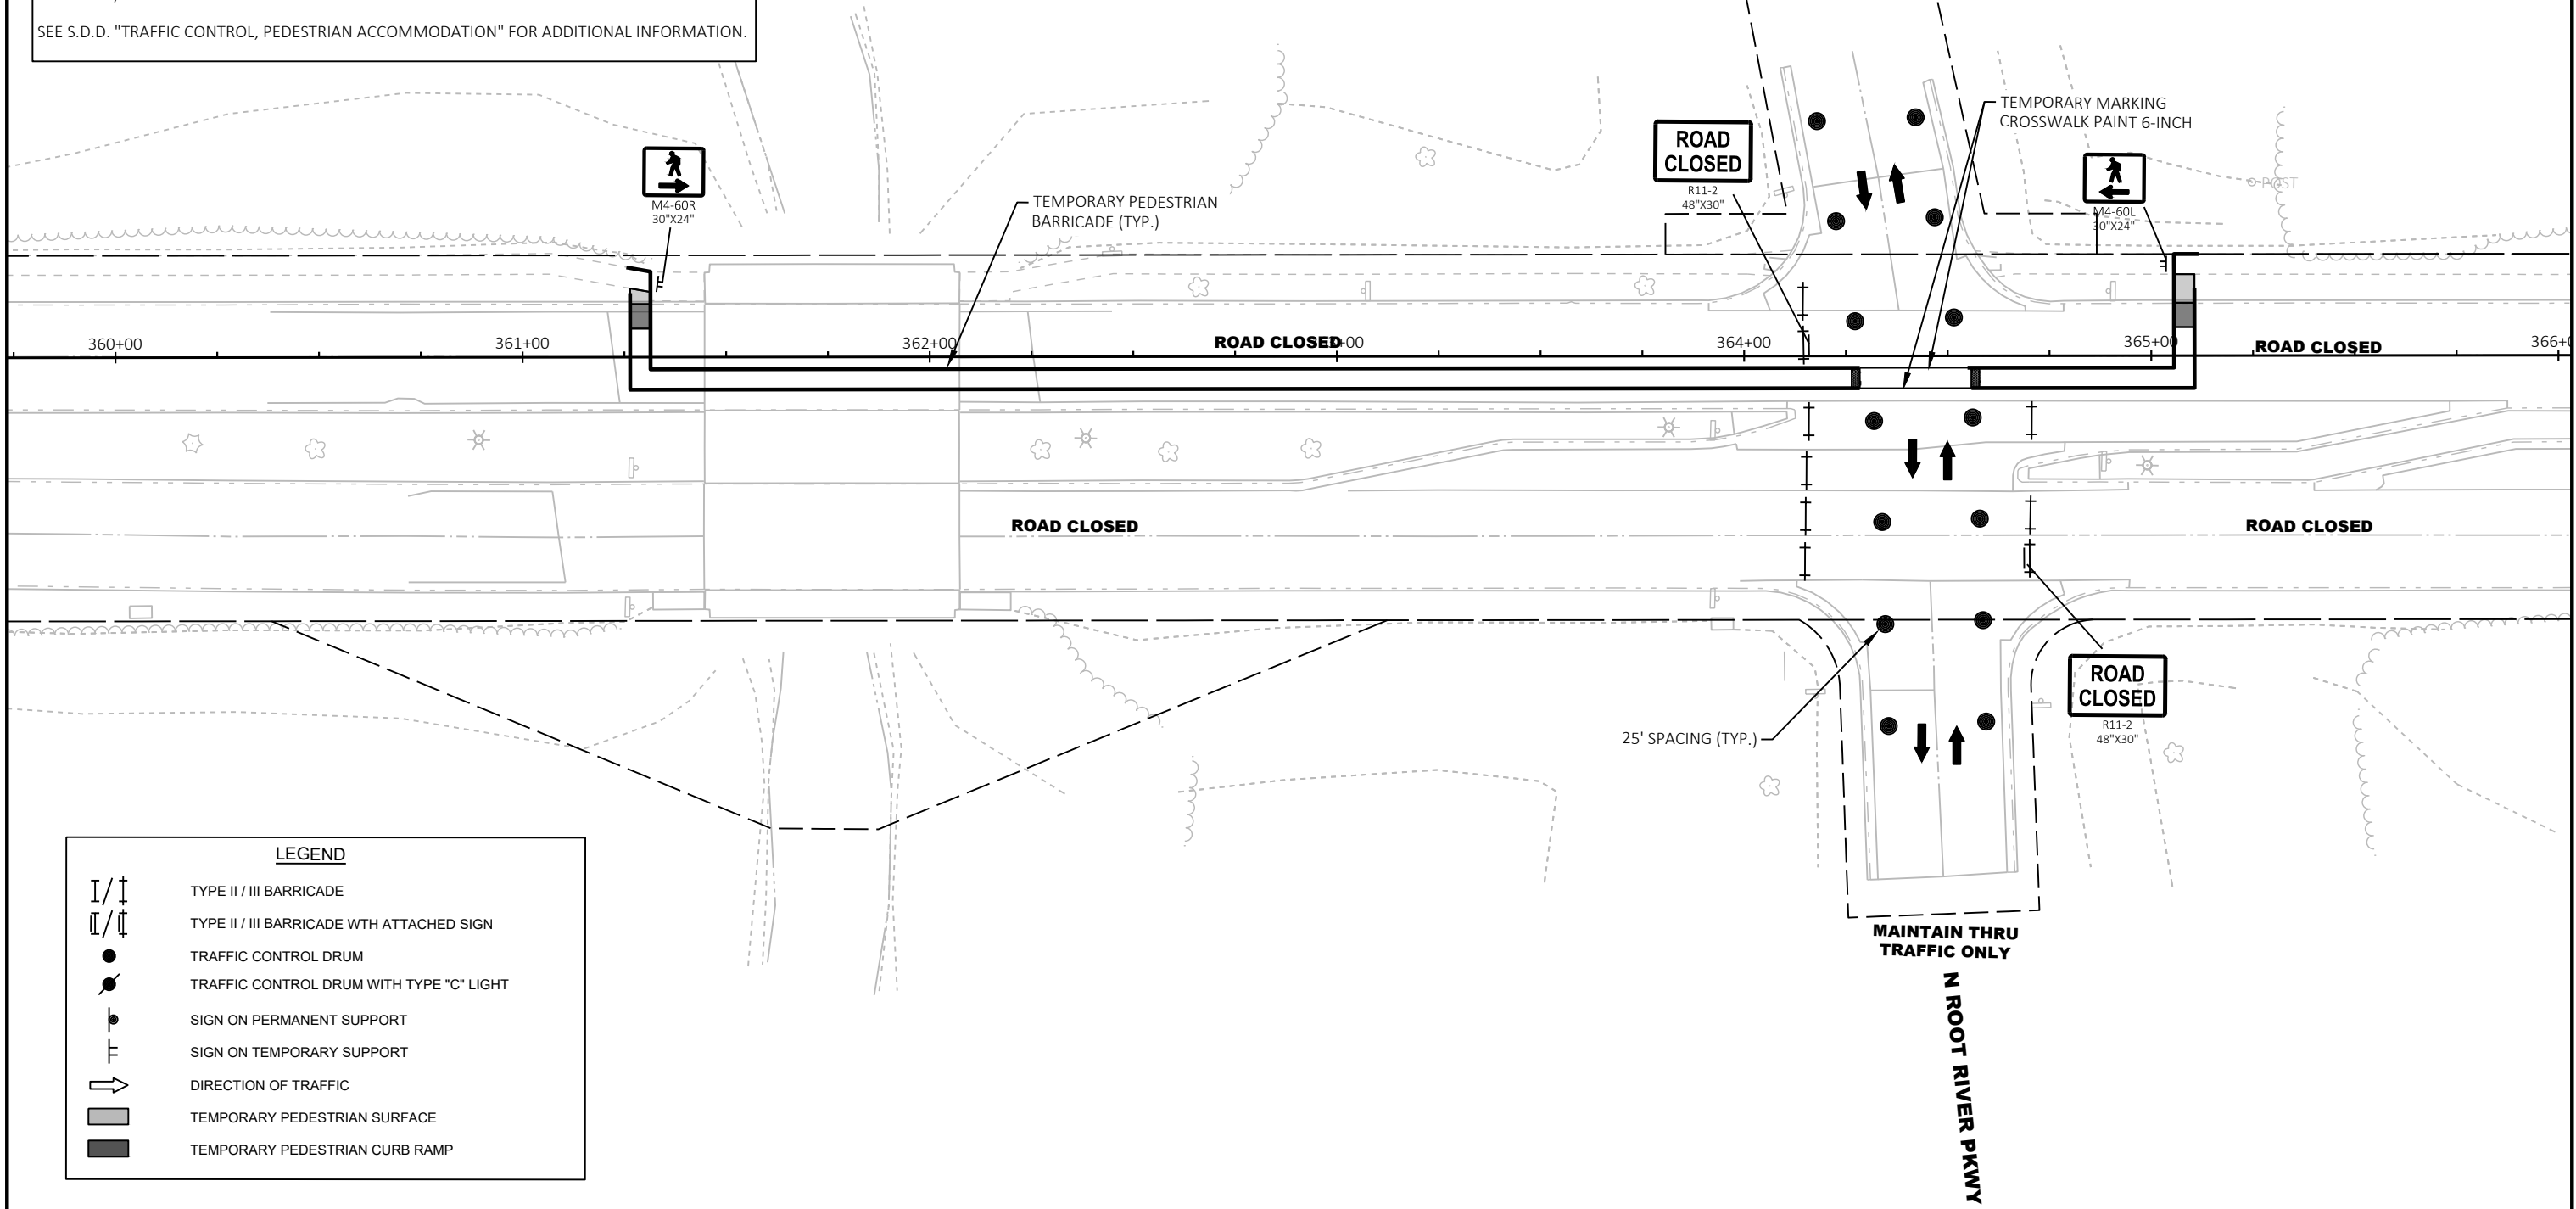 SEE S.D.D. "TRAFFIC CONTROL, PEDESTRIAN ACCOMMODATION" FOR ADDITIONAL INFORMATION.
M4-60R
30"X24"
TEMPORARY PEDESTRIAN
BARRICADE (TYP.)
ROAD
CLOSED
R11-2
48"X30"
TEMPORARY MARKING
CROSSWALK PAINT 6-INCH
M4-60L
30"X24"
POST
360+00
361+00
362+00
ROAD CLOSED
364+00
365+00
ROAD CLOSED
ROAD CLOSED
ROAD CLOSED
25' SPACING (TYP.)
ROAD
CLOSED
R11-2
48"X30"
MAINTAIN THRU
TRAFFIC ONLY
N ROOT RIVER PKWY
LEGEND
TYPE II / III BARRICADE
TYPE II / III BARRICADE WTH ATTACHED SIGN
TRAFFIC CONTROL DRUM
TRAFFIC CONTROL DRUM WITH TYPE "C" LIGHT
SIGN ON PERMANENT SUPPORT
SIGN ON TEMPORARY SUPPORT
DIRECTION OF TRAFFIC
TEMPORARY PEDESTRIAN SURFACE
TEMPORARY PEDESTRIAN CURB RAMP